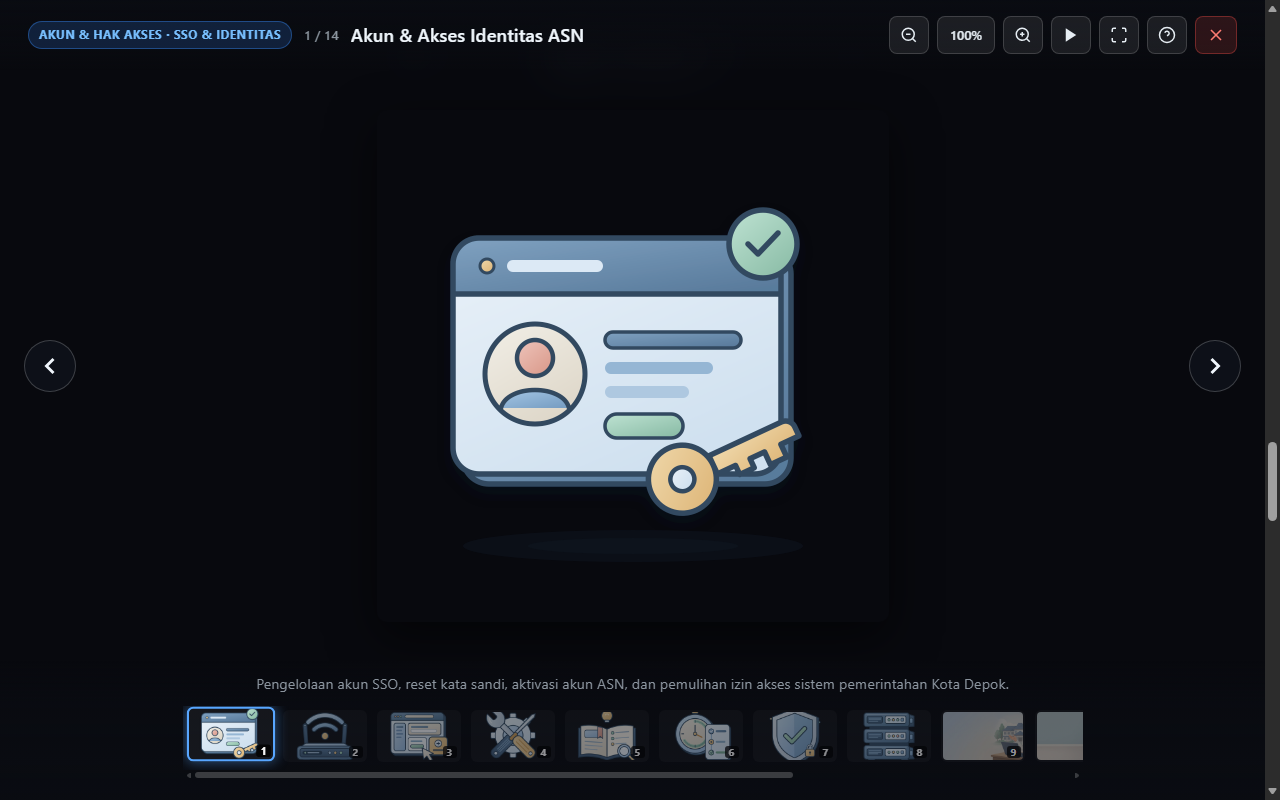 AKUN & HAK AKSES · SSO & IDENTITAS
1 / 14
Akun & Akses Identitas ASN
100%
Pengelolaan akun SSO, reset kata sandi, aktivasi akun ASN, dan pemulihan izin akses sistem pemerintahan Kota Depok.
1
2
3
4
5
6
7
8
9